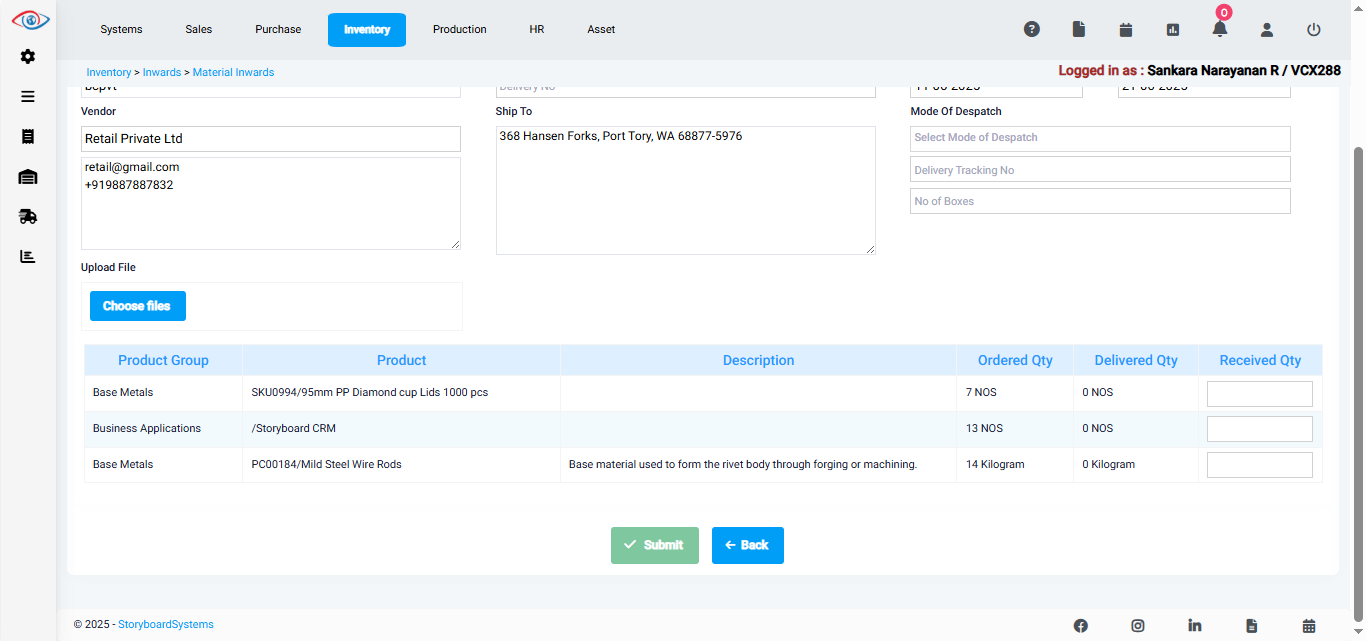 0
Systems Sales Purchase Inventory Production HR Asset
Inventory > Inwards > Material Inwards
Logged in as : Sankara Narayanan R / VCX288
Delivery No
Vendor Ship To Mode Of Despatch
Retail Private Ltd
368 Hansen Forks, Port Tory, WA 68877-5976
Select Mode of Despatch
retail@gmail.com
Delivery Tracking No
+919887887832
No of Boxes
Upload File
Choose files
Product Group Product Description Ordered Qty Delivered Qty Received Qty
Base Metals SKU0994/95mm PP Diamond cup Lids 1000 pcs 7 NOS 0 NOS
Business Applications /Storyboard CRM 13 NOS 0 NOS
Base Metals PC00184/Mild Steel Wire Rods Base material used to form the rivet body through forging or machining. 14 Kilogram 0 Kilogram
Submit Back
© 2025 - StoryboardSystems